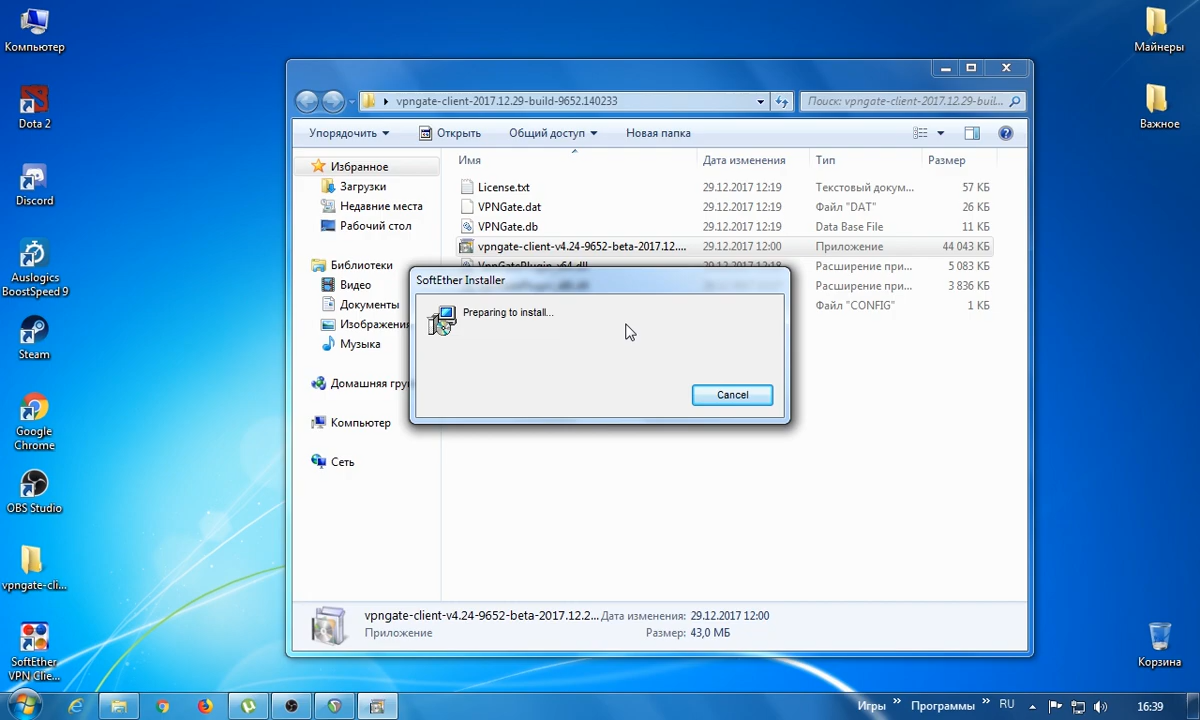 Компьютер
Dota 2
Discord
Auslogics
BoostSpeed 9
Steam
Google
Chrome
OBS Studio
vpngate-cli...
SoftEther
VPN Clie...
Майнеры
Важное
Корзина
vpngate-client-2017.12.29-build-9652.140233
Поиск: vpngate-client-2017.12.29-buil...
Упорядочить
Открыть
Общий доступ
Новая папка
Избранное
Загрузки
Недавние места
Рабочий стол
Библиотеки
Видео
Документы
Изображения
Музыка
Домашняя гру
Компьютер
Сеть
Имя Дата изменения Тип Размер
License.txt 29.12.2017 12:19 Текстовый докум... 57 КБ
VPNGate.dat 29.12.2017 12:19 Файл "DAT" 26 КБ
VPNGate.db 29.12.2017 12:19 Data Base File 11 КБ
vpngate-client-v4.24-9652-beta-2017.12.... 29.12.2017 12:00 Приложение 44 043 КБ
Расширение при... 5 083 КБ
Расширение при... 3 836 КБ
Файл "CONFIG" 1 КБ
SoftEther Installer
Preparing to install...
Cancel
vpngate-client-v4.24-9652-beta-2017.12.2... Дата изменения: 29.12.2017 12:00
Приложение Размер: 43,0 МБ
Игры » Программы » RU 16:39